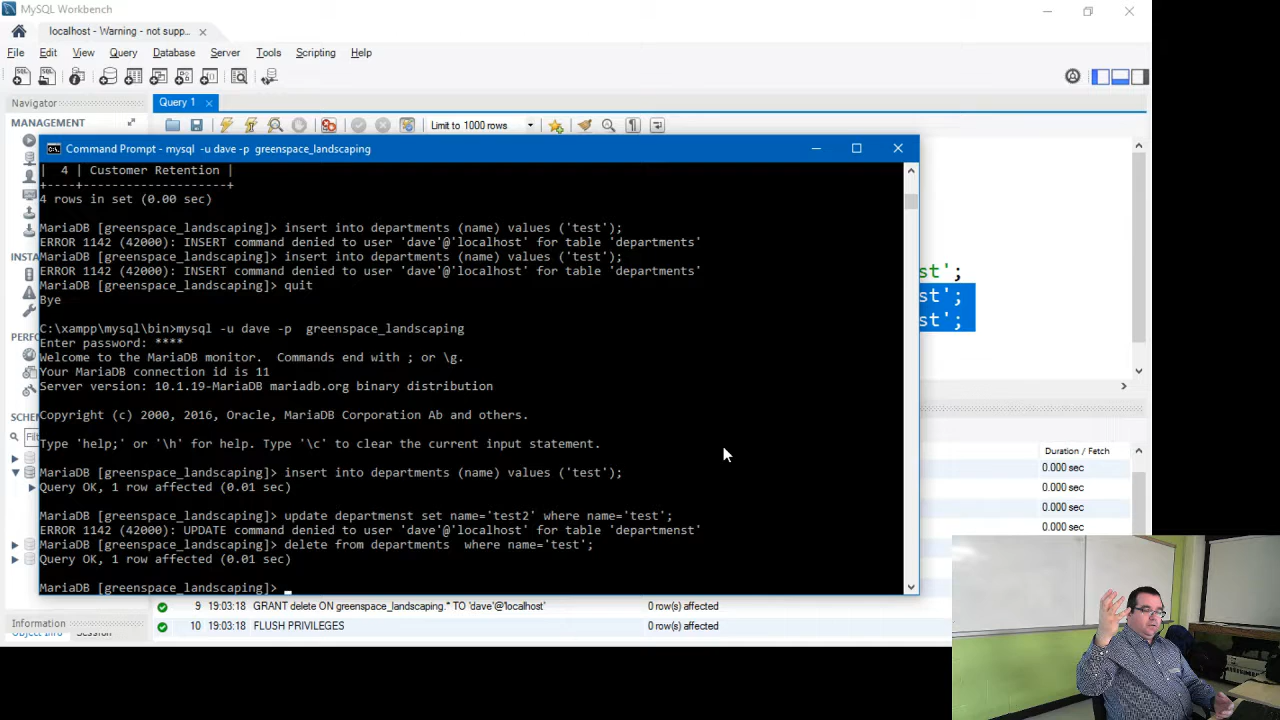 MySQL Workbench
localhost - Warning - not supp...
File Edit View Query Database Server Tools Scripting Help
Navigator
Query 1
MANAGEMENT
Limit to 1000 rows
Command Prompt - mysql -u dave -p greenspace_landscaping
| 4 | Customer Retention |
+----+--------------------+
4 rows in set (0.00 sec)
MariaDB [greenspace_landscaping]> insert into departments (name) values ('test');
ERROR 1142 (42000): INSERT command denied to user 'dave'@'localhost' for table 'departments'
MariaDB [greenspace_landscaping]> insert into departments (name) values ('test');
ERROR 1142 (42000): INSERT command denied to user 'dave'@'localhost' for table 'departments'
MariaDB [greenspace_landscaping]> quit
Bye
C:\xampp\mysql\bin>mysql -u dave -p greenspace_landscaping
Enter password: ****
Welcome to the MariaDB monitor. Commands end with ; or \g.
Your MariaDB connection id is 11
Server version: 10.1.19-MariaDB mariadb.org binary distribution
Copyright (c) 2000, 2016, Oracle, MariaDB Corporation Ab and others.
Type 'help;' or '\h' for help. Type '\c' to clear the current input statement.
MariaDB [greenspace_landscaping]> insert into departments (name) values ('test');
Query OK, 1 row affected (0.01 sec)
MariaDB [greenspace_landscaping]> update departmenst set name='test2' where name='test';
ERROR 1142 (42000): UPDATE command denied to user 'dave'@'localhost' for table 'departmenst'
MariaDB [greenspace_landscaping]> delete from departments where name='test';
Query OK, 1 row affected (0.01 sec)
MariaDB [greenspace_landscaping]>
INSTA
PERFO
SCHEM
Filt
st';
st';
st';
Duration / Fetch
0.000 sec
0.000 sec
0.000 sec
0.000 sec
9 19:03:18 GRANT delete ON greenspace_landscaping.* TO 'dave'@'localhost' 0 row(s) affected
10 19:03:18 FLUSH PRIVILEGES 0 row(s) affected
Information
Object Info Session